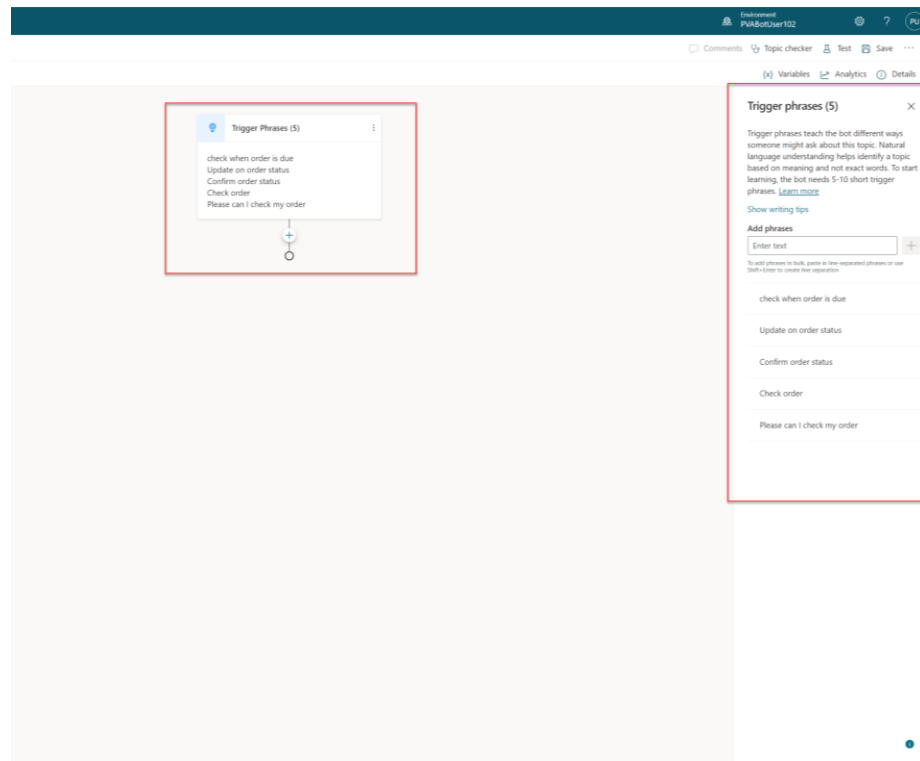 Environment
PVABotUser102
?
PU
Comments
Topic checker
Test
Save
...
{x} Variables
Analytics
Details
Trigger Phrases (5)
check when order is due
Update on order status
Confirm order status
Check order
Please can I check my order
Trigger phrases (5)
Trigger phrases teach the bot different ways
someone might ask about this topic. Natural
language understanding helps identify a topic
based on meaning and not exact words. To start
learning, the bot needs 5-10 short trigger
phrases. Learn more
Show writing tips
Add phrases
Enter text
To add phrases in bulk, paste in line-separated phrases or use
Shift+Enter to create line separation
check when order is due
Update on order status
Confirm order status
Check order
Please can I check my order